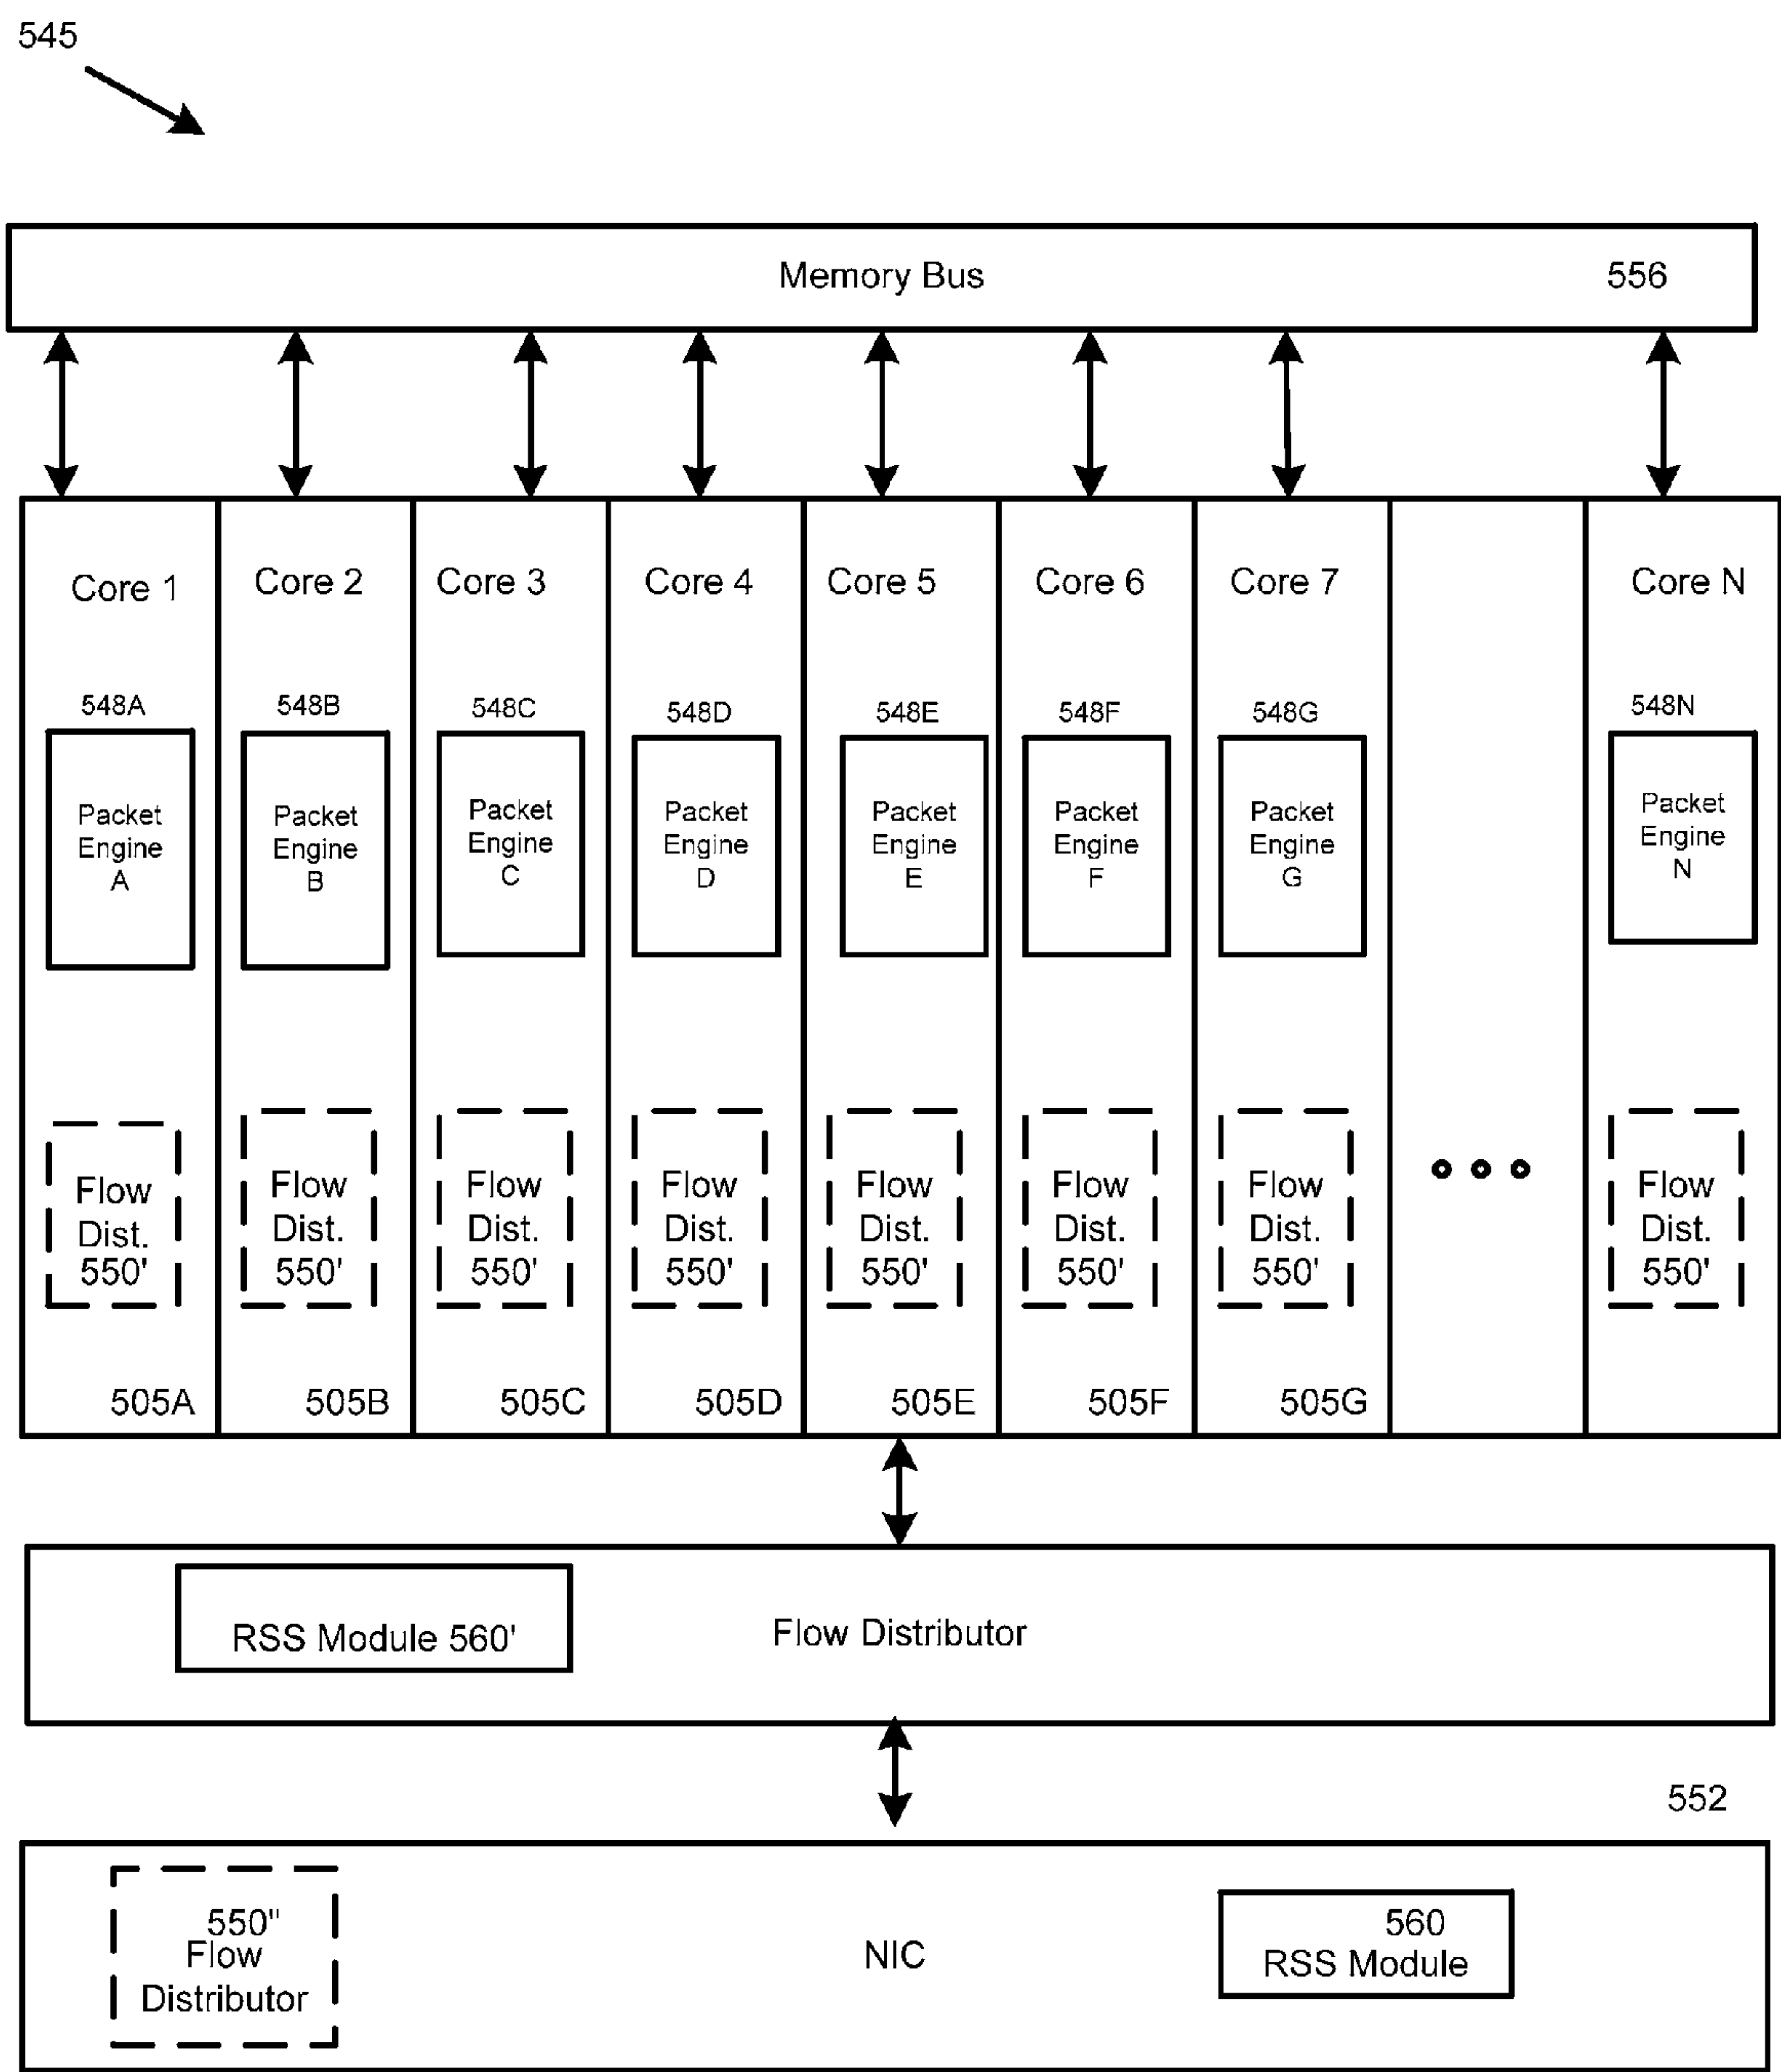 545
Memory Bus 556
Core 1 Core 2 Core 3 Core 4 Core 5 Core 6 Core 7 Core N
548A 548B 548C 548D 548E 548F 548G 548N
Packet Packet Packet Packet Packet Packet Packet Packet
Engine Engine Engine Engine Engine Engine Engine Engine
A B C D E F G N
Flow Flow Flow Flow Flow Flow Flow Flow
Dist. Dist. Dist. Dist. Dist. Dist. Dist. Dist.
550' 550' 550' 550' 550' 550' 550' 550'
505A 505B 505C 505D 505E 505F 505G
RSS Module 560' Flow Distributor
552
550" 560
Flow NIC RSS Module
Distributor